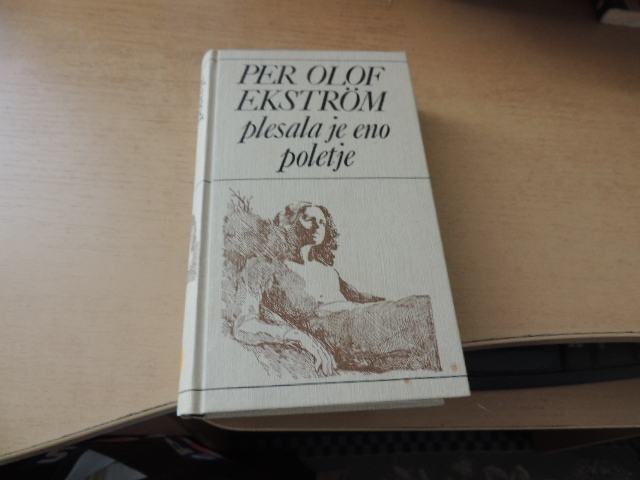 PER OLOF
EKSTRÖM
plesala je eno
poletje